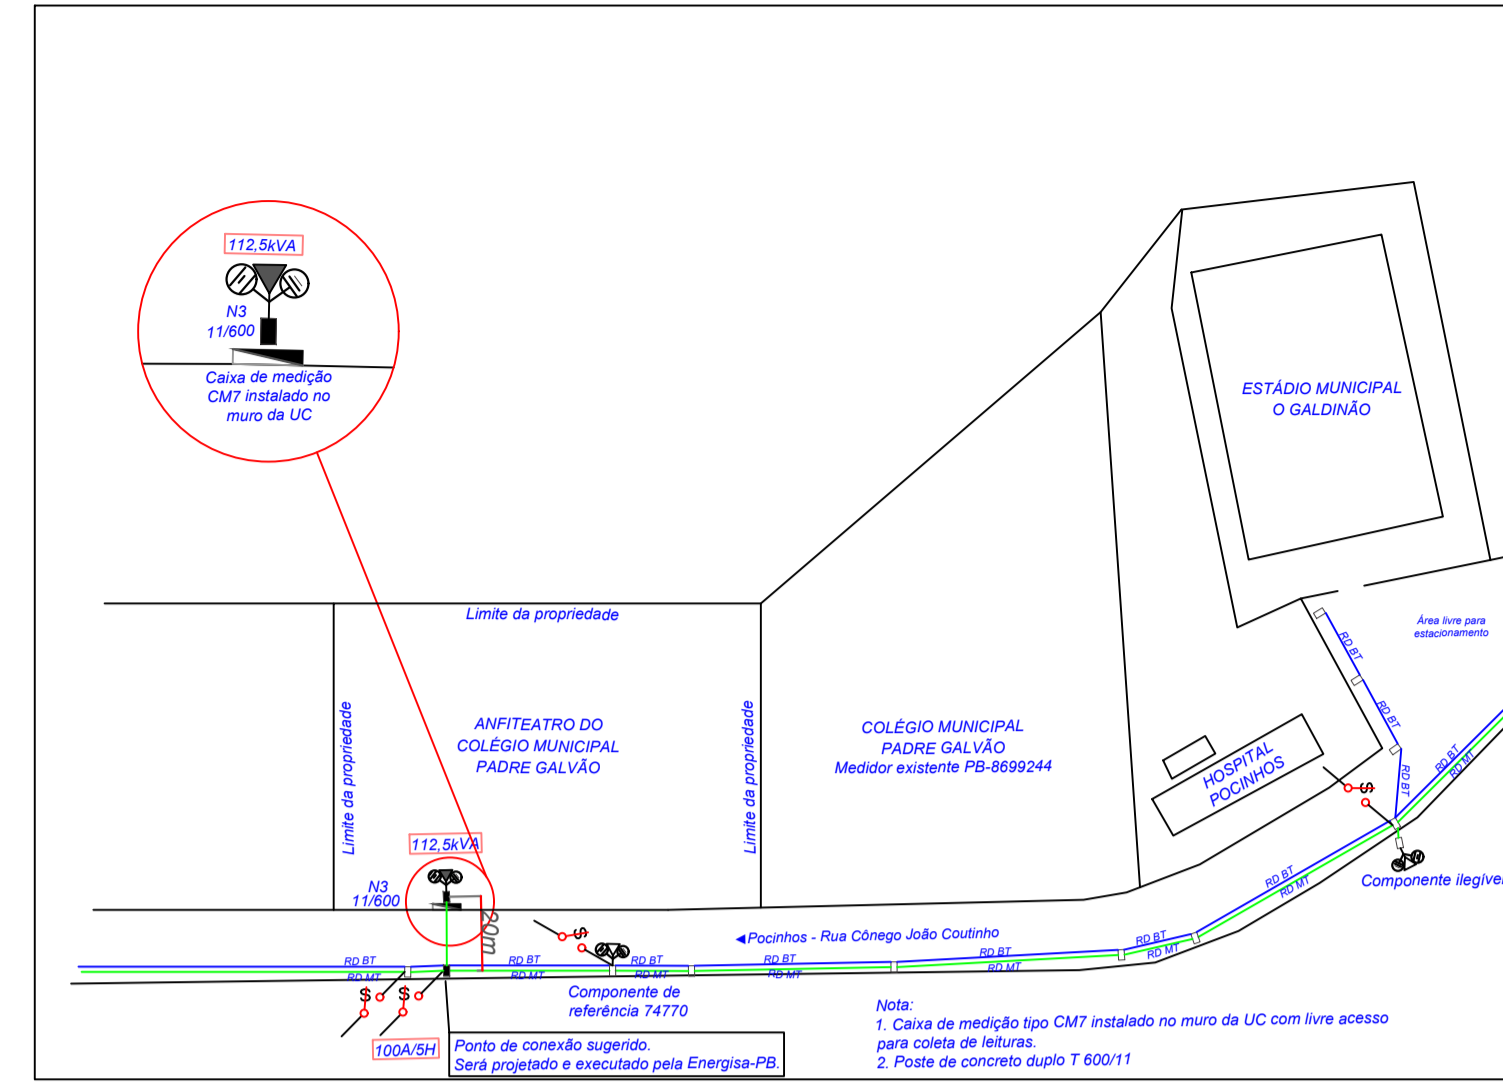 112,5kVA
N3
11/600
Caixa de medição
CM7 instalado no
muro da UC
ESTÁDIO MUNICIPAL
O GALDINÃO
Área livre para
estacionamento
Limite da propriedade
Limite da propriedade
Limite da propriedade
ANFITEATRO DO
COLÉGIO MUNICIPAL
PADRE GALVÃO
COLÉGIO MUNICIPAL
PADRE GALVÃO
Medidor existente PB-8699244
HOSPITAL
POCINHOS
RD BT
RD BT
RD BT
RD BT
RD MT
112,5kVA
N3
11/600
20m
Componente ilegível
RD BT
RD MT
Pocinhos - Rua Cônego João Coutinho
RD BT
RD MT
RD BT
RD MT
RD BT
RD MT
RD BT
RD MT
RD BT
RD MT
RD BT
RD MT
Componente de
referência 74770
100A/5H
Ponto de conexão sugerido.
Será projetado e executado pela Energisa-PB.
Nota:
1. Caixa de medição tipo CM7 instalado no muro da UC com livre acesso
para coleta de leituras.
2. Poste de concreto duplo T 600/11